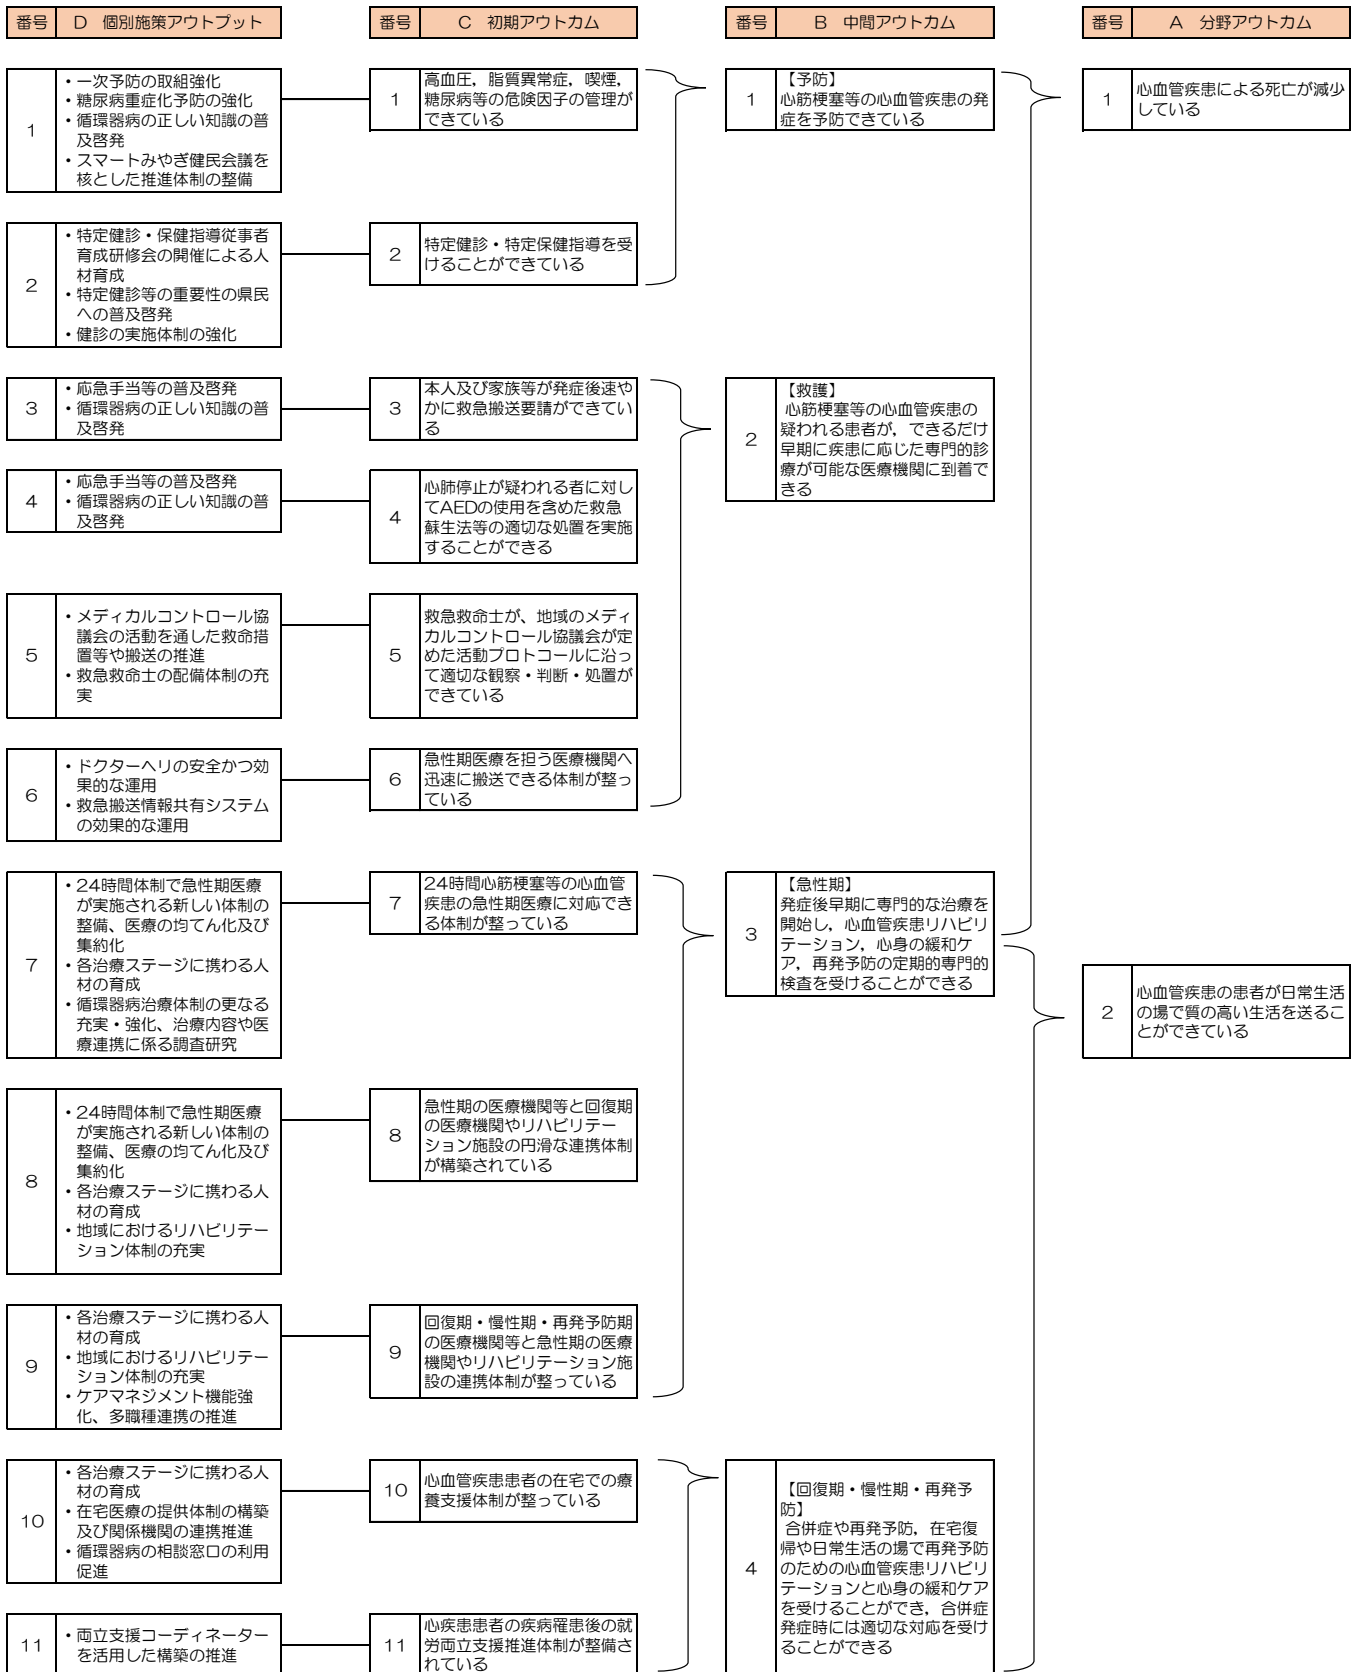 番号 D 個別施策アウトプット
番号 C 初期アウトカム
番号 B 中間アウトカム
番号 A 分野アウトカム
1
・一次予防の取組強化
・糖尿病重症化予防の強化
・循環器病の正しい知識の普
及啓発
・スマートみやぎ健民会議を
核とした推進体制の整備
1
高血圧，脂質異常症，喫煙，
糖尿病等の危険因子の管理が
できている
1
【予防】
心筋梗塞等の心血管疾患の発
症を予防できている
1
心血管疾患による死亡が減少
している
2
・特定健診・保健指導従事者
育成研修会の開催による人
材育成
・特定健診等の重要性の県民
への普及啓発
・健診の実施体制の強化
2
特定健診・特定保健指導を受
けることができている
3
・応急手当等の普及啓発
・循環器病の正しい知識の普
及啓発
3
本人及び家族等が発症後速や
かに救急搬送要請ができてい
る
2
【救護】
心筋梗塞等の心血管疾患の
疑われる患者が，できるだけ
早期に疾患に応じた専門的診
療が可能な医療機関に到着で
きる
4
・応急手当等の普及啓発
・循環器病の正しい知識の普
及啓発
4
心肺停止が疑われる者に対し
てAEDの使用を含めた救急
蘇生法等の適切な処置を実施
することができる
5
・メディカルコントロール協
議会の活動を通した救命措
置等や搬送の推進
・救急救命士の配備体制の充
実
5
救急救命士が、地域のメディ
カルコントロール協議会が定
めた活動プロトコールに沿っ
て適切な観察・判断・処置が
できている
6
・ドクターヘリの安全かつ効
果的な運用
・救急搬送情報共有システム
の効果的な運用
6
急性期医療を担う医療機関へ
迅速に搬送できる体制が整っ
ている
7
・24時間体制で急性期医療
が実施される新しい体制の
整備、医療の均てん化及び
集約化
・各治療ステージに携わる人
材の育成
・循環器病治療体制の更なる
充実・強化、治療内容や医
療連携に係る調査研究
7
24時間心筋梗塞等の心血管
疾患の急性期医療に対応でき
る体制が整っている
3
【急性期】
発症後早期に専門的な治療を
開始し，心血管疾患リハビリ
テーション，心身の緩和ケ
ア，再発予防の定期的専門的
検査を受けることができる
2
心血管疾患の患者が日常生活
の場で質の高い生活を送るこ
とができている
8
・24時間体制で急性期医療
が実施される新しい体制の
整備、医療の均てん化及び
集約化
・各治療ステージに携わる人
材の育成
・地域におけるリハビリテー
ション体制の充実
8
急性期の医療機関等と回復期
の医療機関やリハビリテー
ション施設の円滑な連携体制
が構築されている
9
・各治療ステージに携わる人
材の育成
・地域におけるリハビリテー
ション体制の充実
・ケアマネジメント機能強
化、多職種連携の推進
9
回復期・慢性期・再発予防期
の医療機関等と急性期の医療
機関やリハビリテーション施
設の連携体制が整っている
10
・各治療ステージに携わる人
材の育成
・在宅医療の提供体制の構築
及び関係機関の連携推進
・循環器病の相談窓口の利用
促進
10
心血管疾患患者の在宅での療
養支援体制が整っている
4
【回復期・慢性期・再発予
防】
合併症や再発予防，在宅復
帰や日常生活の場で再発予防
のための心血管疾患リハビリ
テーションと心身の緩和ケア
を受けることができ，合併症
発症時には適切な対応を受け
ることができる
11
・両立支援コーディネーター
を活用した構築の推進
11
心疾患患者の疾病罹患後の就
労両立支援推進体制が整備さ
れている